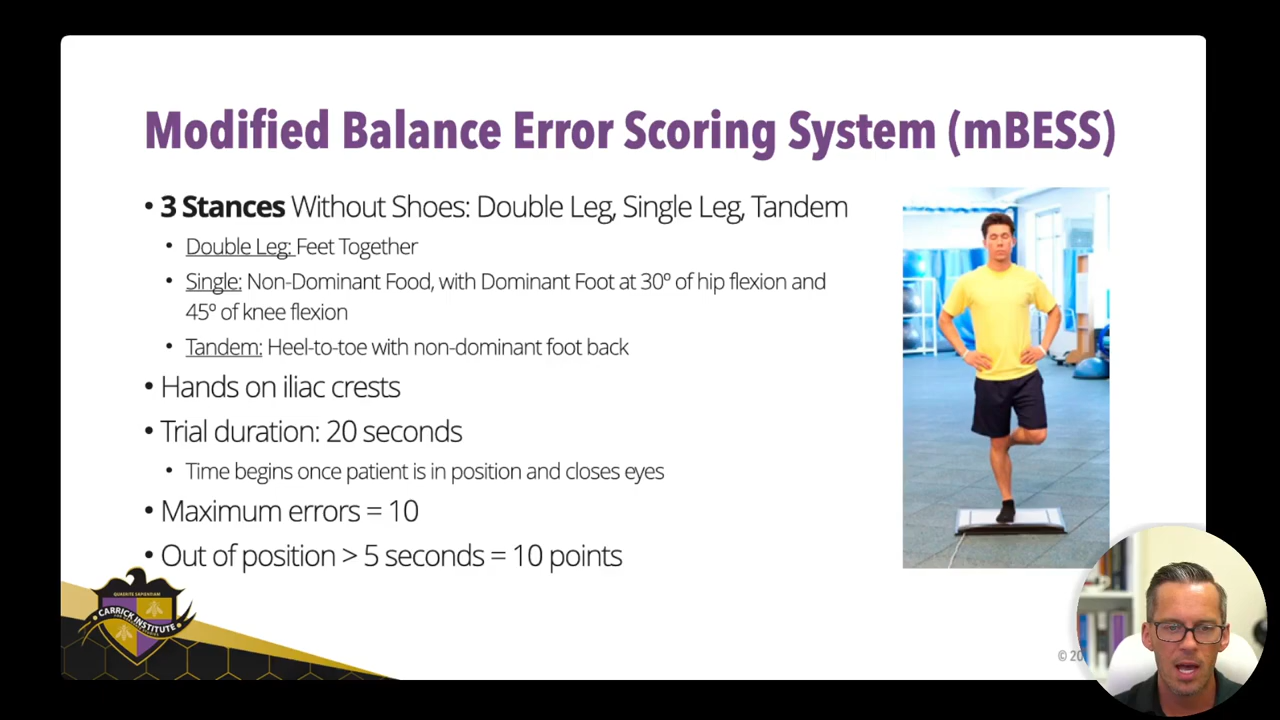 Modified Balance Error Scoring System (mBESS)
• 3 Stances Without Shoes: Double Leg, Single Leg, Tandem
• Double Leg: Feet Together
• Single: Non-Dominant Food, with Dominant Foot at 30º of hip flexion and
45º of knee flexion
• Tandem: Heel-to-toe with non-dominant foot back
• Hands on iliac crests
• Trial duration: 20 seconds
• Time begins once patient is in position and closes eyes
• Maximum errors = 10
• Out of position > 5 seconds = 10 points
CARRICK INSTITUTE
© 20